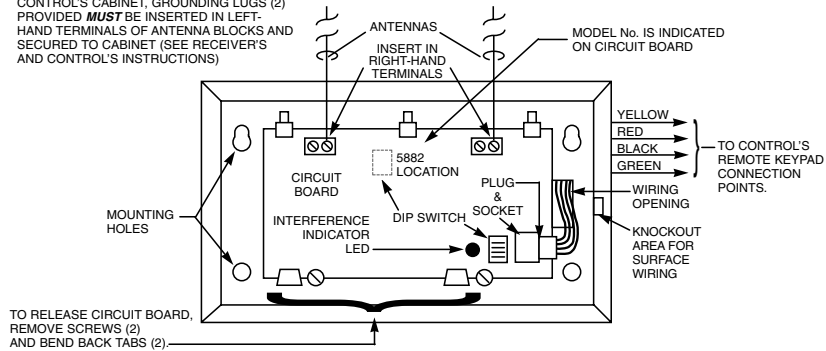 CONTROL'S CABINET, GROUNDING LUGS (2)
PROVIDED MUST BE INSERTED IN LEFT-
HAND TERMINALS OF ANTENNA BLOCKS AND
SECURED TO CABINET (SEE RECEIVER'S
AND CONTROL'S INSTRUCTIONS)
ANTENNAS
INSERT IN
RIGHT-HAND
TERMINALS
MODEL No. IS INDICATED
ON CIRCUIT BOARD
YELLOW
RED
BLACK
GREEN
TO CONTROL'S
REMOTE KEYPAD
CONNECTION
POINTS.
5882
LOCATION
CIRCUIT
BOARD
PLUG
&
SOCKET
WIRING
OPENING
MOUNTING
HOLES
DIP SWITCH
INTERFERENCE
INDICATOR
LED
KNOCKOUT
AREA FOR
SURFACE
WIRING
TO RELEASE CIRCUIT BOARD,
REMOVE SCREWS (2)
AND BEND BACK TABS (2).